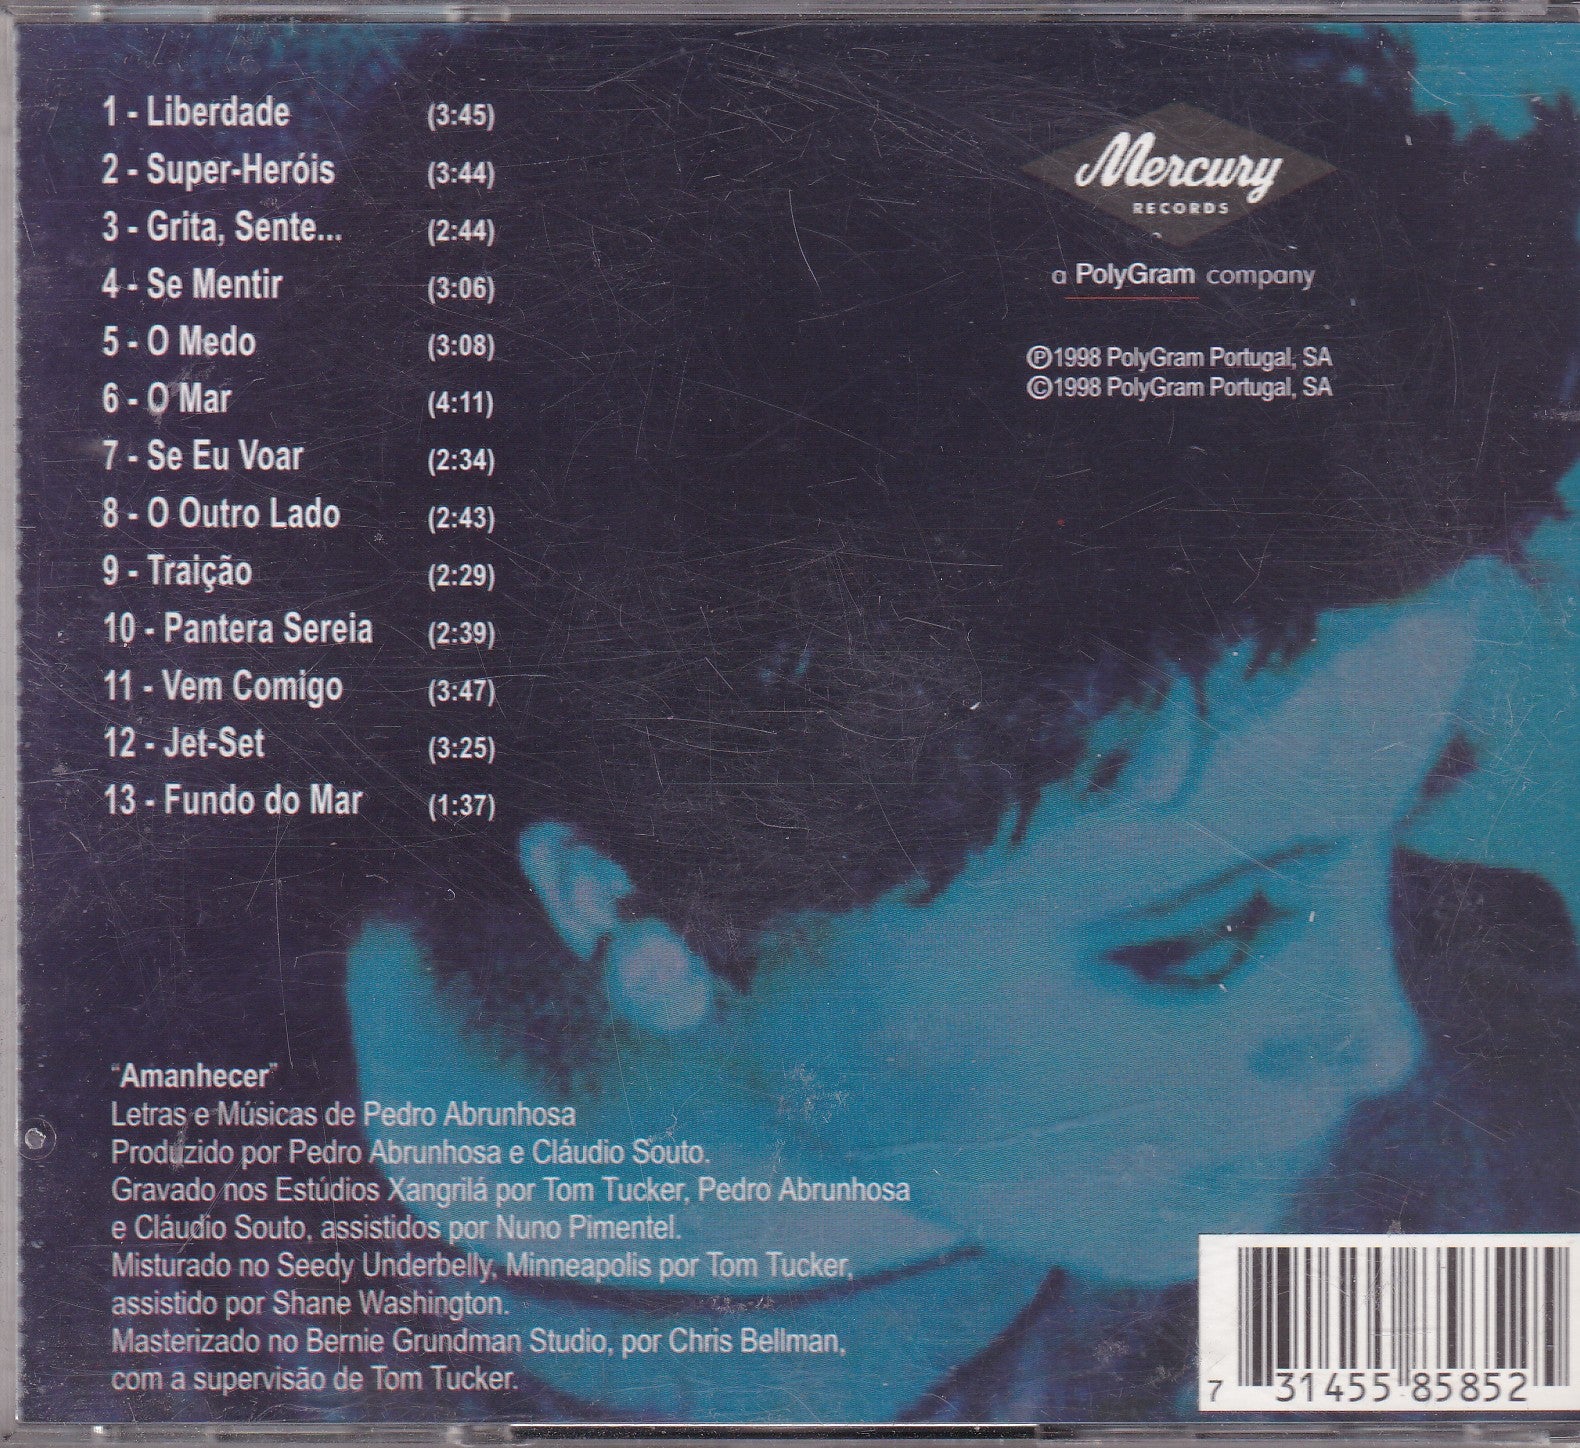 1 - Liberdade (3:45)
2 - Super-Heróis (3:44)
3 - Grita, Sente... (2:44)
4 - Se Mentir (3:06)
5 - O Medo (3:08)
6 - O Mar (4:11)
7 - Se Eu Voar (2:34)
8 - O Outro Lado (2:43)
9 - Traição (2:29)
10 - Pantera Sereia (2:39)
11 - Vem Comigo (3:47)
12 - Jet-Set (3:25)
13 - Fundo do Mar (1:37)
Mercury
RECORDS
a PolyGram company
℗1998 PolyGram Portugal, SA
©1998 PolyGram Portugal, SA
"Amanhecer"
Letras e Músicas de Pedro Abrunhosa
Produzido por Pedro Abrunhosa e Cláudio Souto.
Gravado nos Estúdios Xangrilá por Tom Tucker, Pedro Abrunhosa
e Cláudio Souto, assistidos por Nuno Pimentel.
Misturado no Seedy Underbelly, Minneapolis por Tom Tucker,
assistido por Shane Washington.
Masterizado no Bernie Grundman Studio, por Chris Bellman,
com a supervisão de Tom Tucker.
7 31455 85852